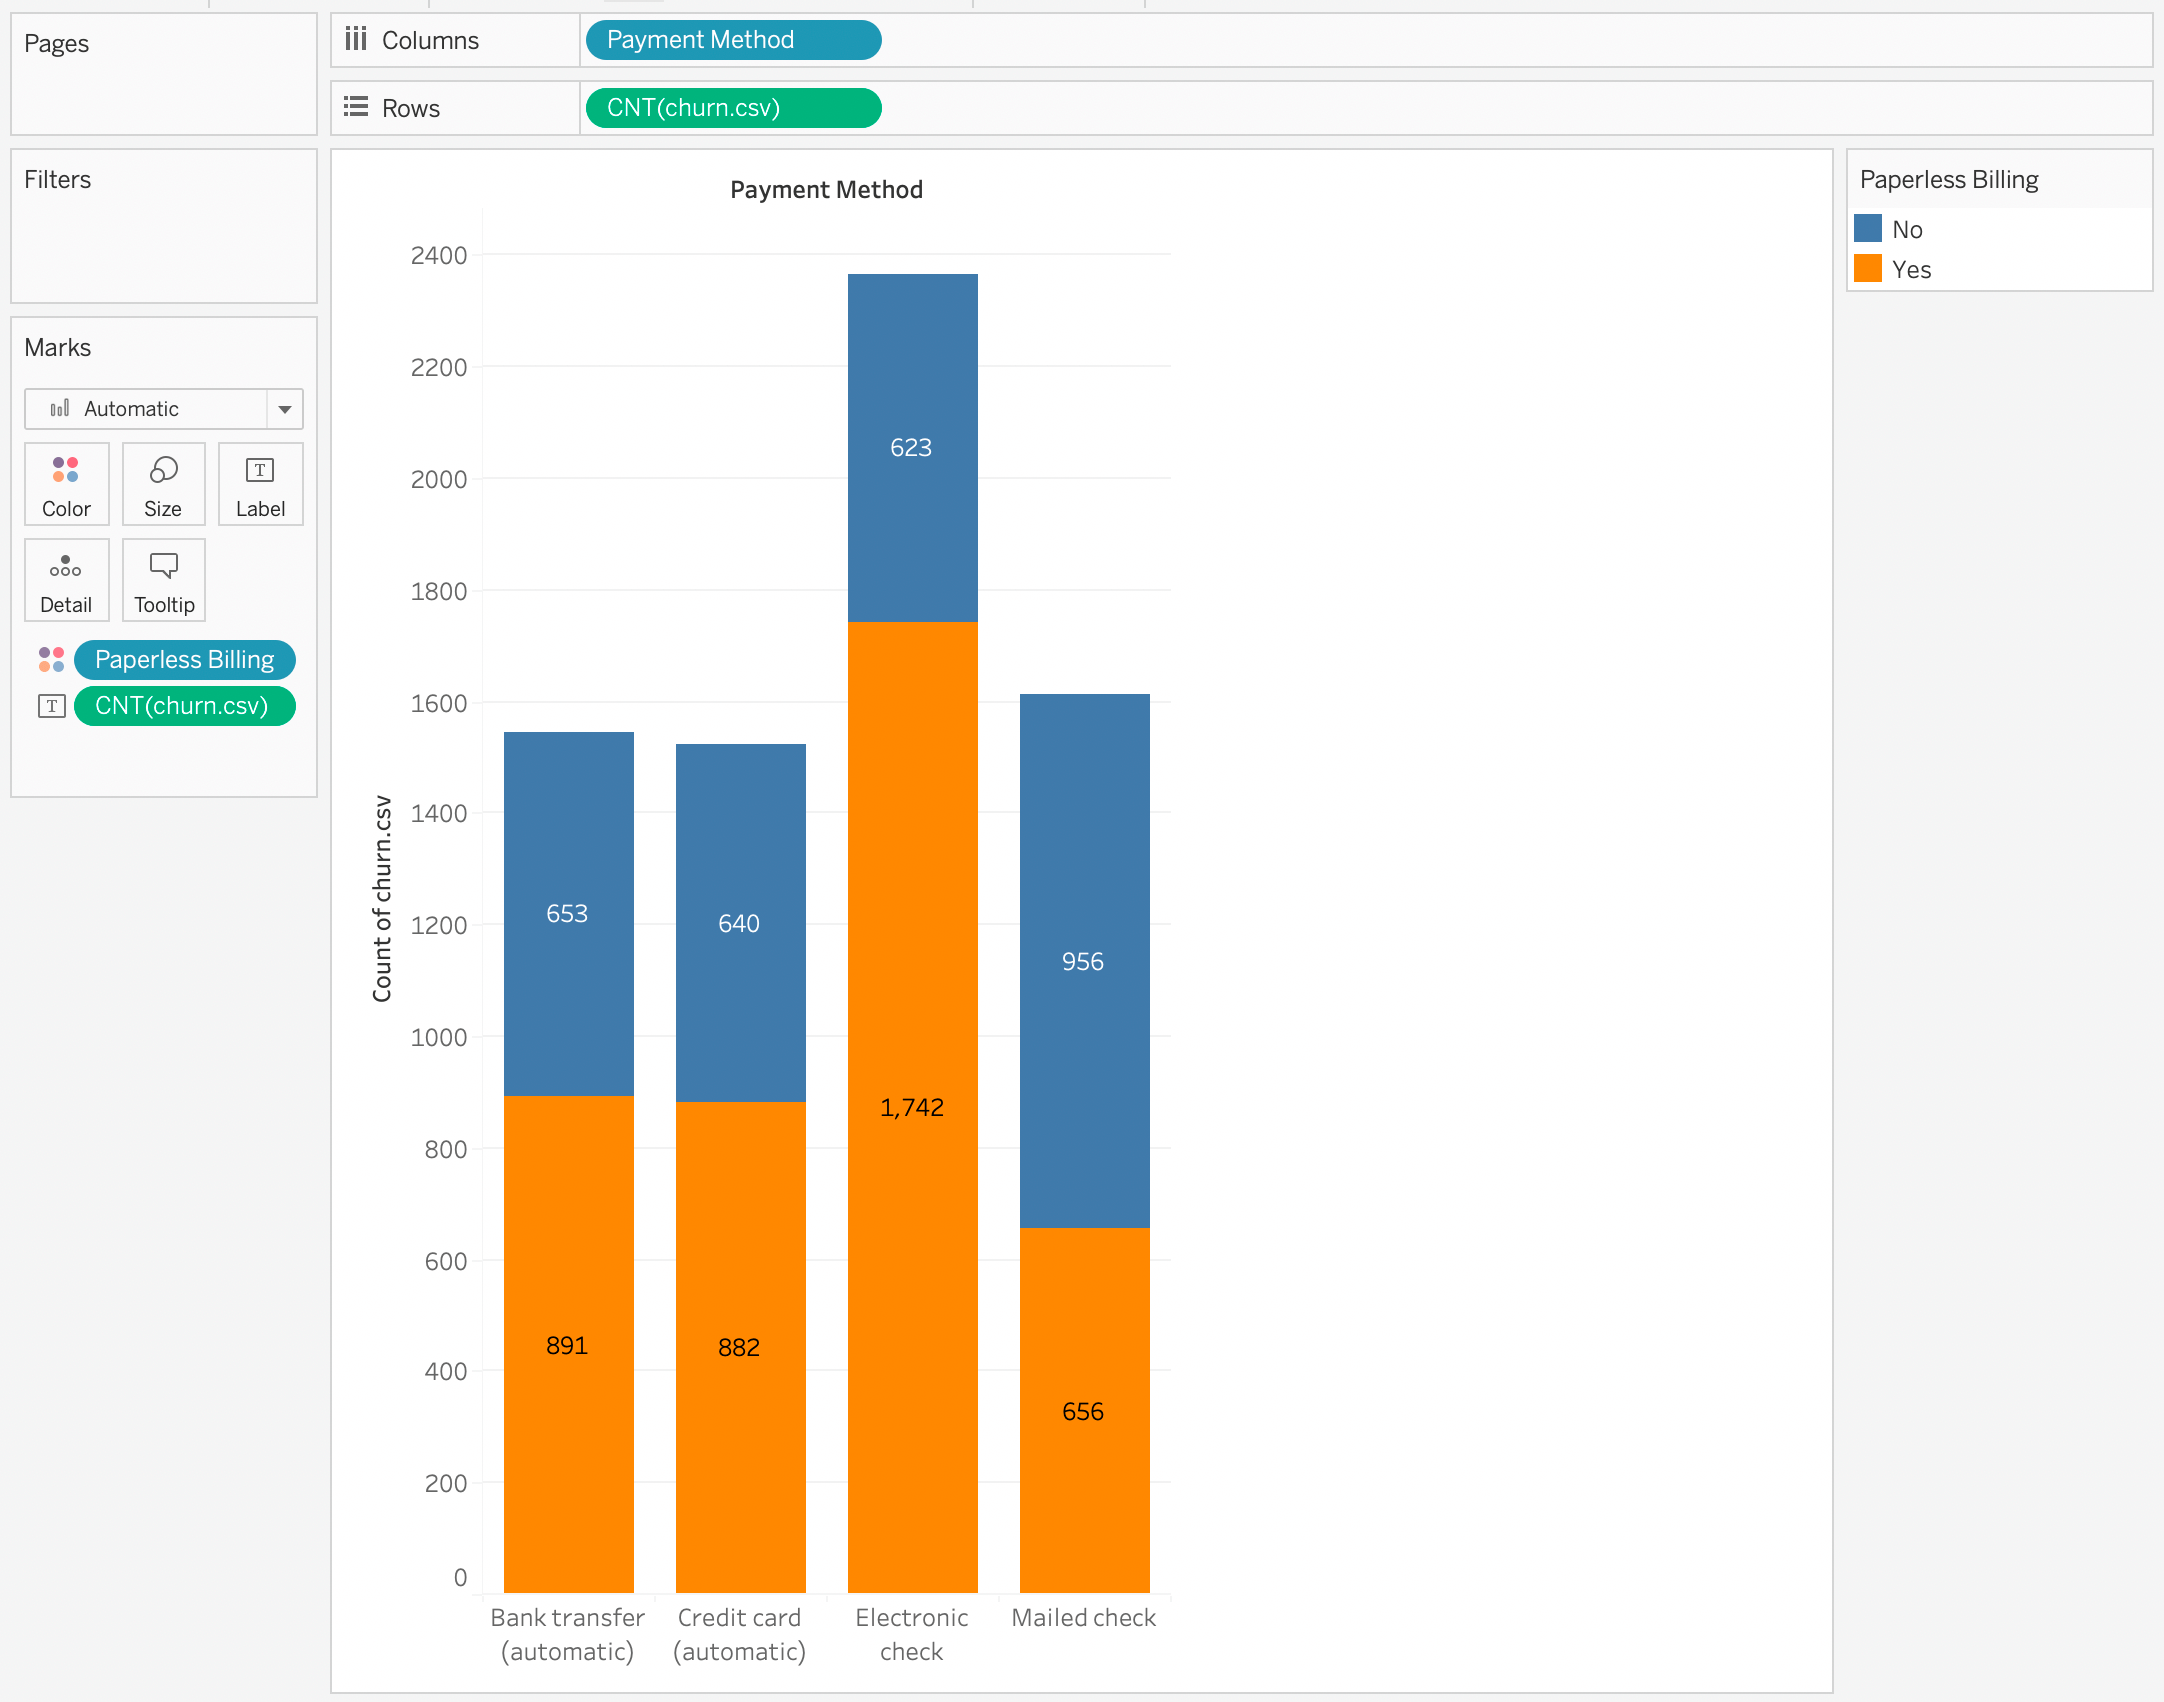 Pages
Columns
Payment Method
Rows
CNT(churn.csv)
Filters
Marks
Automatic
Color
Size
T
Label
Detail
Tooltip
Paperless Billing
T
CNT(churn.csv)
Payment Method
2400
2200
2000
1800
1600
1400
1200
1000
800
600
400
200
0
Count of churn.csv
653
891
640
882
623
1,742
956
656
Bank transfer
(automatic)
Credit card
(automatic)
Electronic
check
Mailed check
Paperless Billing
No
Yes